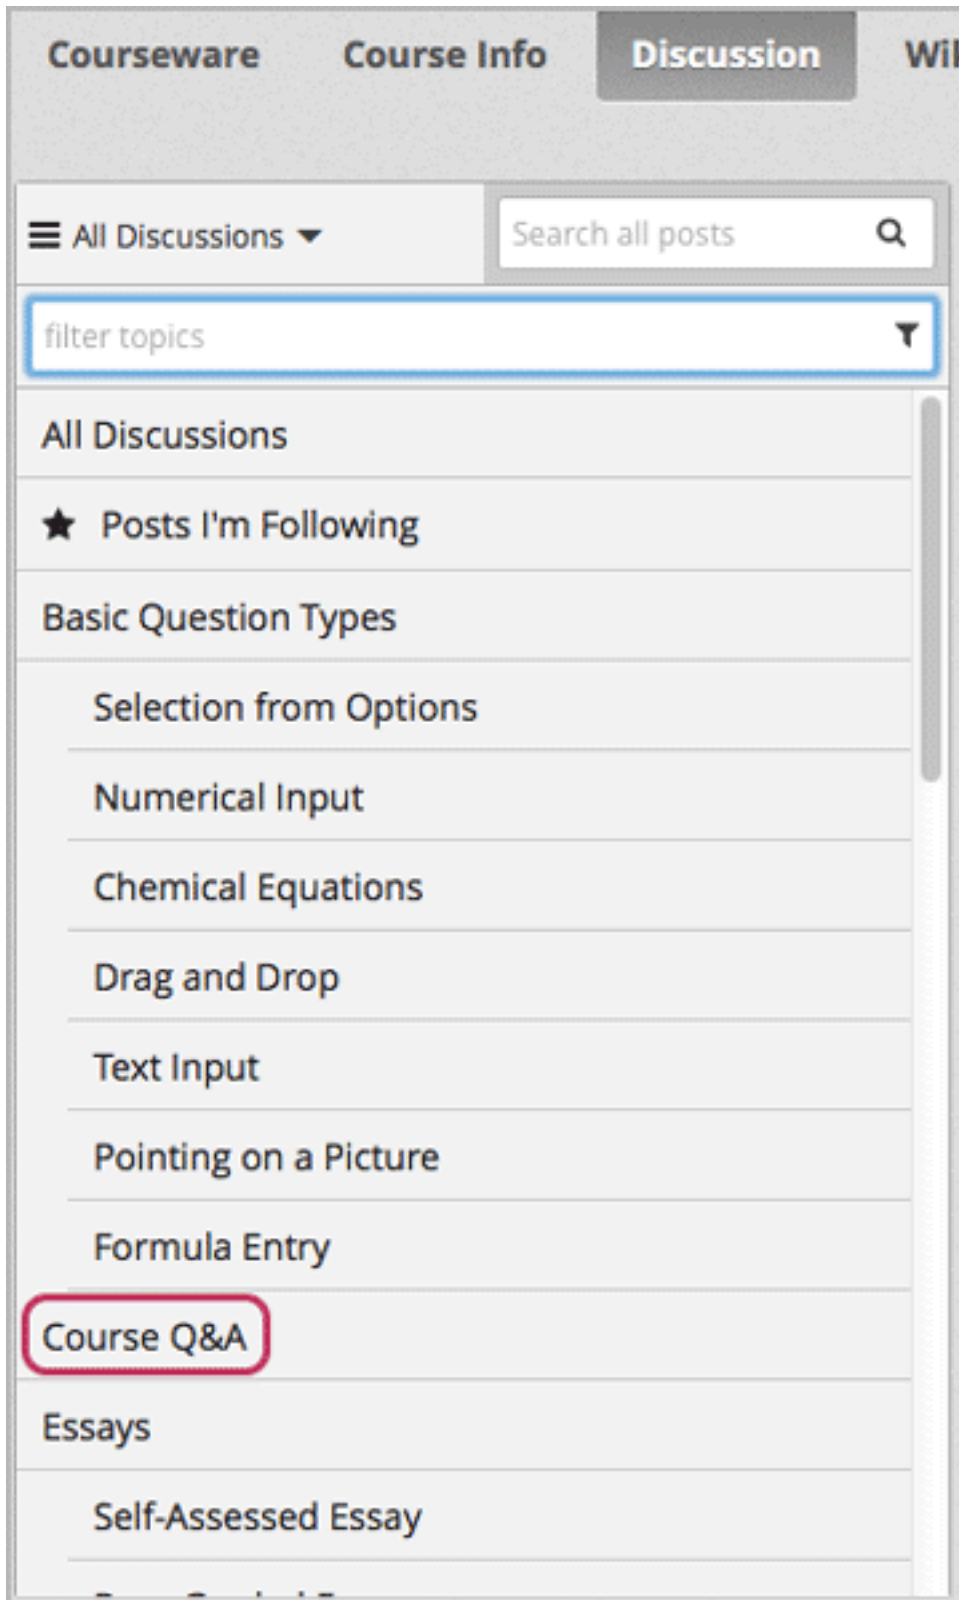 Courseware Course Info Discussion
All Discussions Search all posts
filter topics
All Discussions
Posts I'm Following
Basic Question Types
Selection from Options
Numerical Input
Chemical Equations
Drag and Drop
Text Input
Pointing on a Picture
Formula Entry
Course Q&A
Essays
Self-Assessed Essay